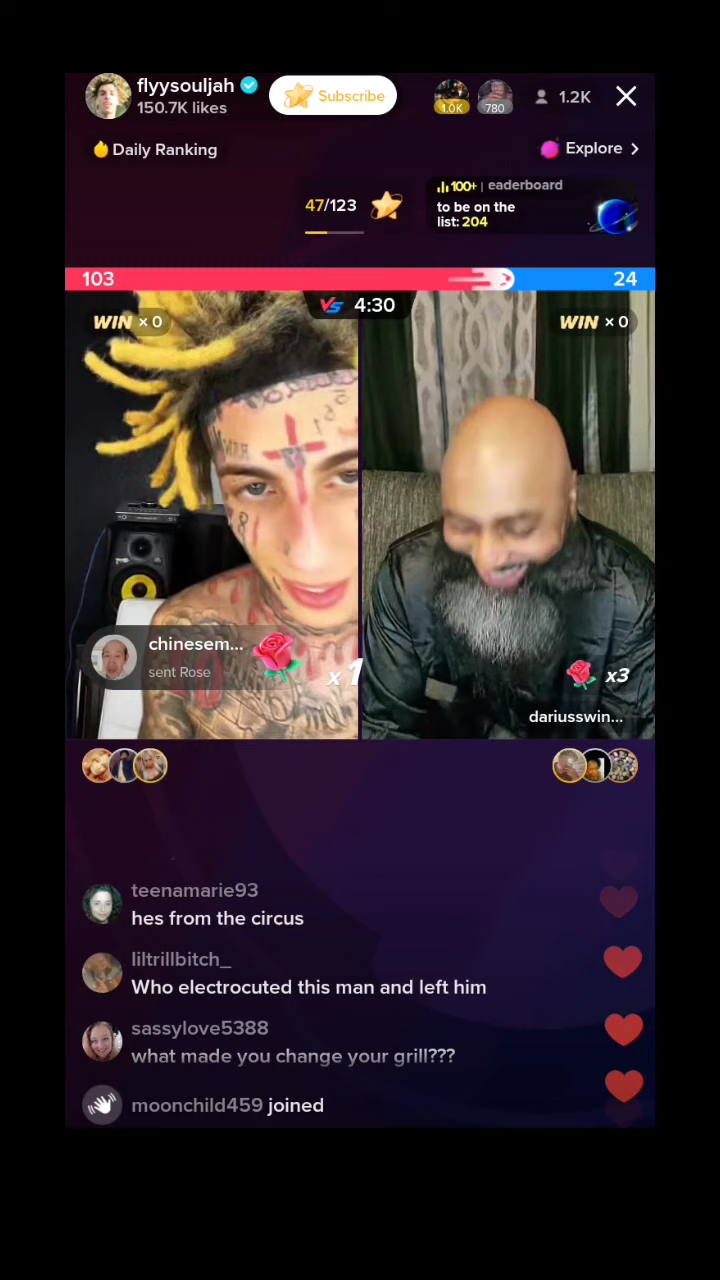 flyysouljah
150.7K likes
Subscribe
1.0K
780
1.2K
Daily Ranking
Explore
47/123
100+ | eaderboard
to be on the
list: 204
103
24
VS 4:30
WIN × 0
WIN × 0
chinesem...
sent Rose
x 1
x3
dariusswin...
teenamarie93
hes from the circus
liltrillbitch_
Who electrocuted this man and left him
sassylove5388
what made you change your grill???
moonchild459 joined